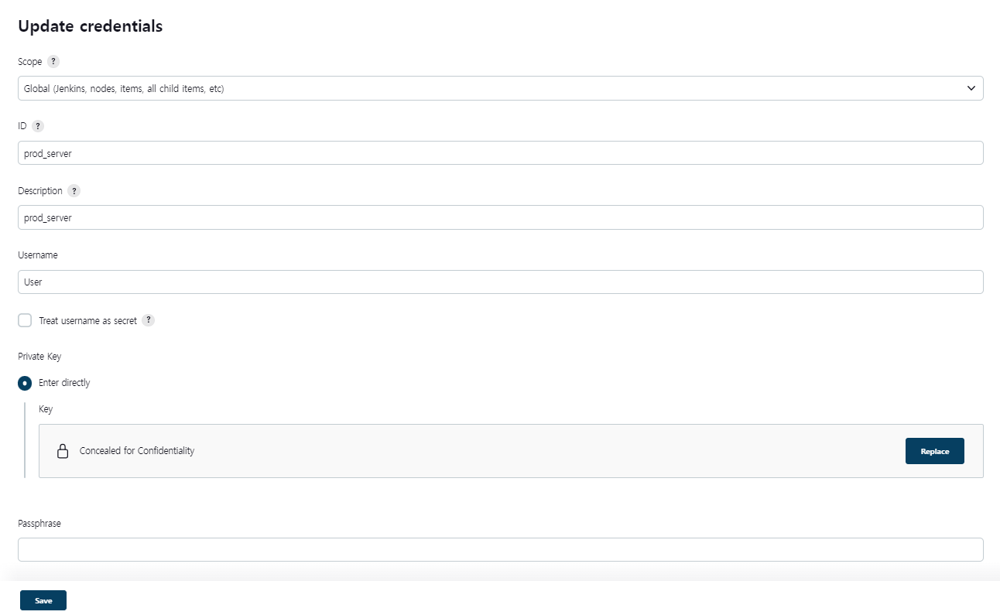 Update credentials
Scope ?
Global (Jenkins, nodes, items, all child items, etc)
ID ?
prod_server
Description ?
prod_server
Username
User
Treat username as secret ?
Private Key
Enter directly
Key
Concealed for Confidentiality
Replace
Passphrase
Save